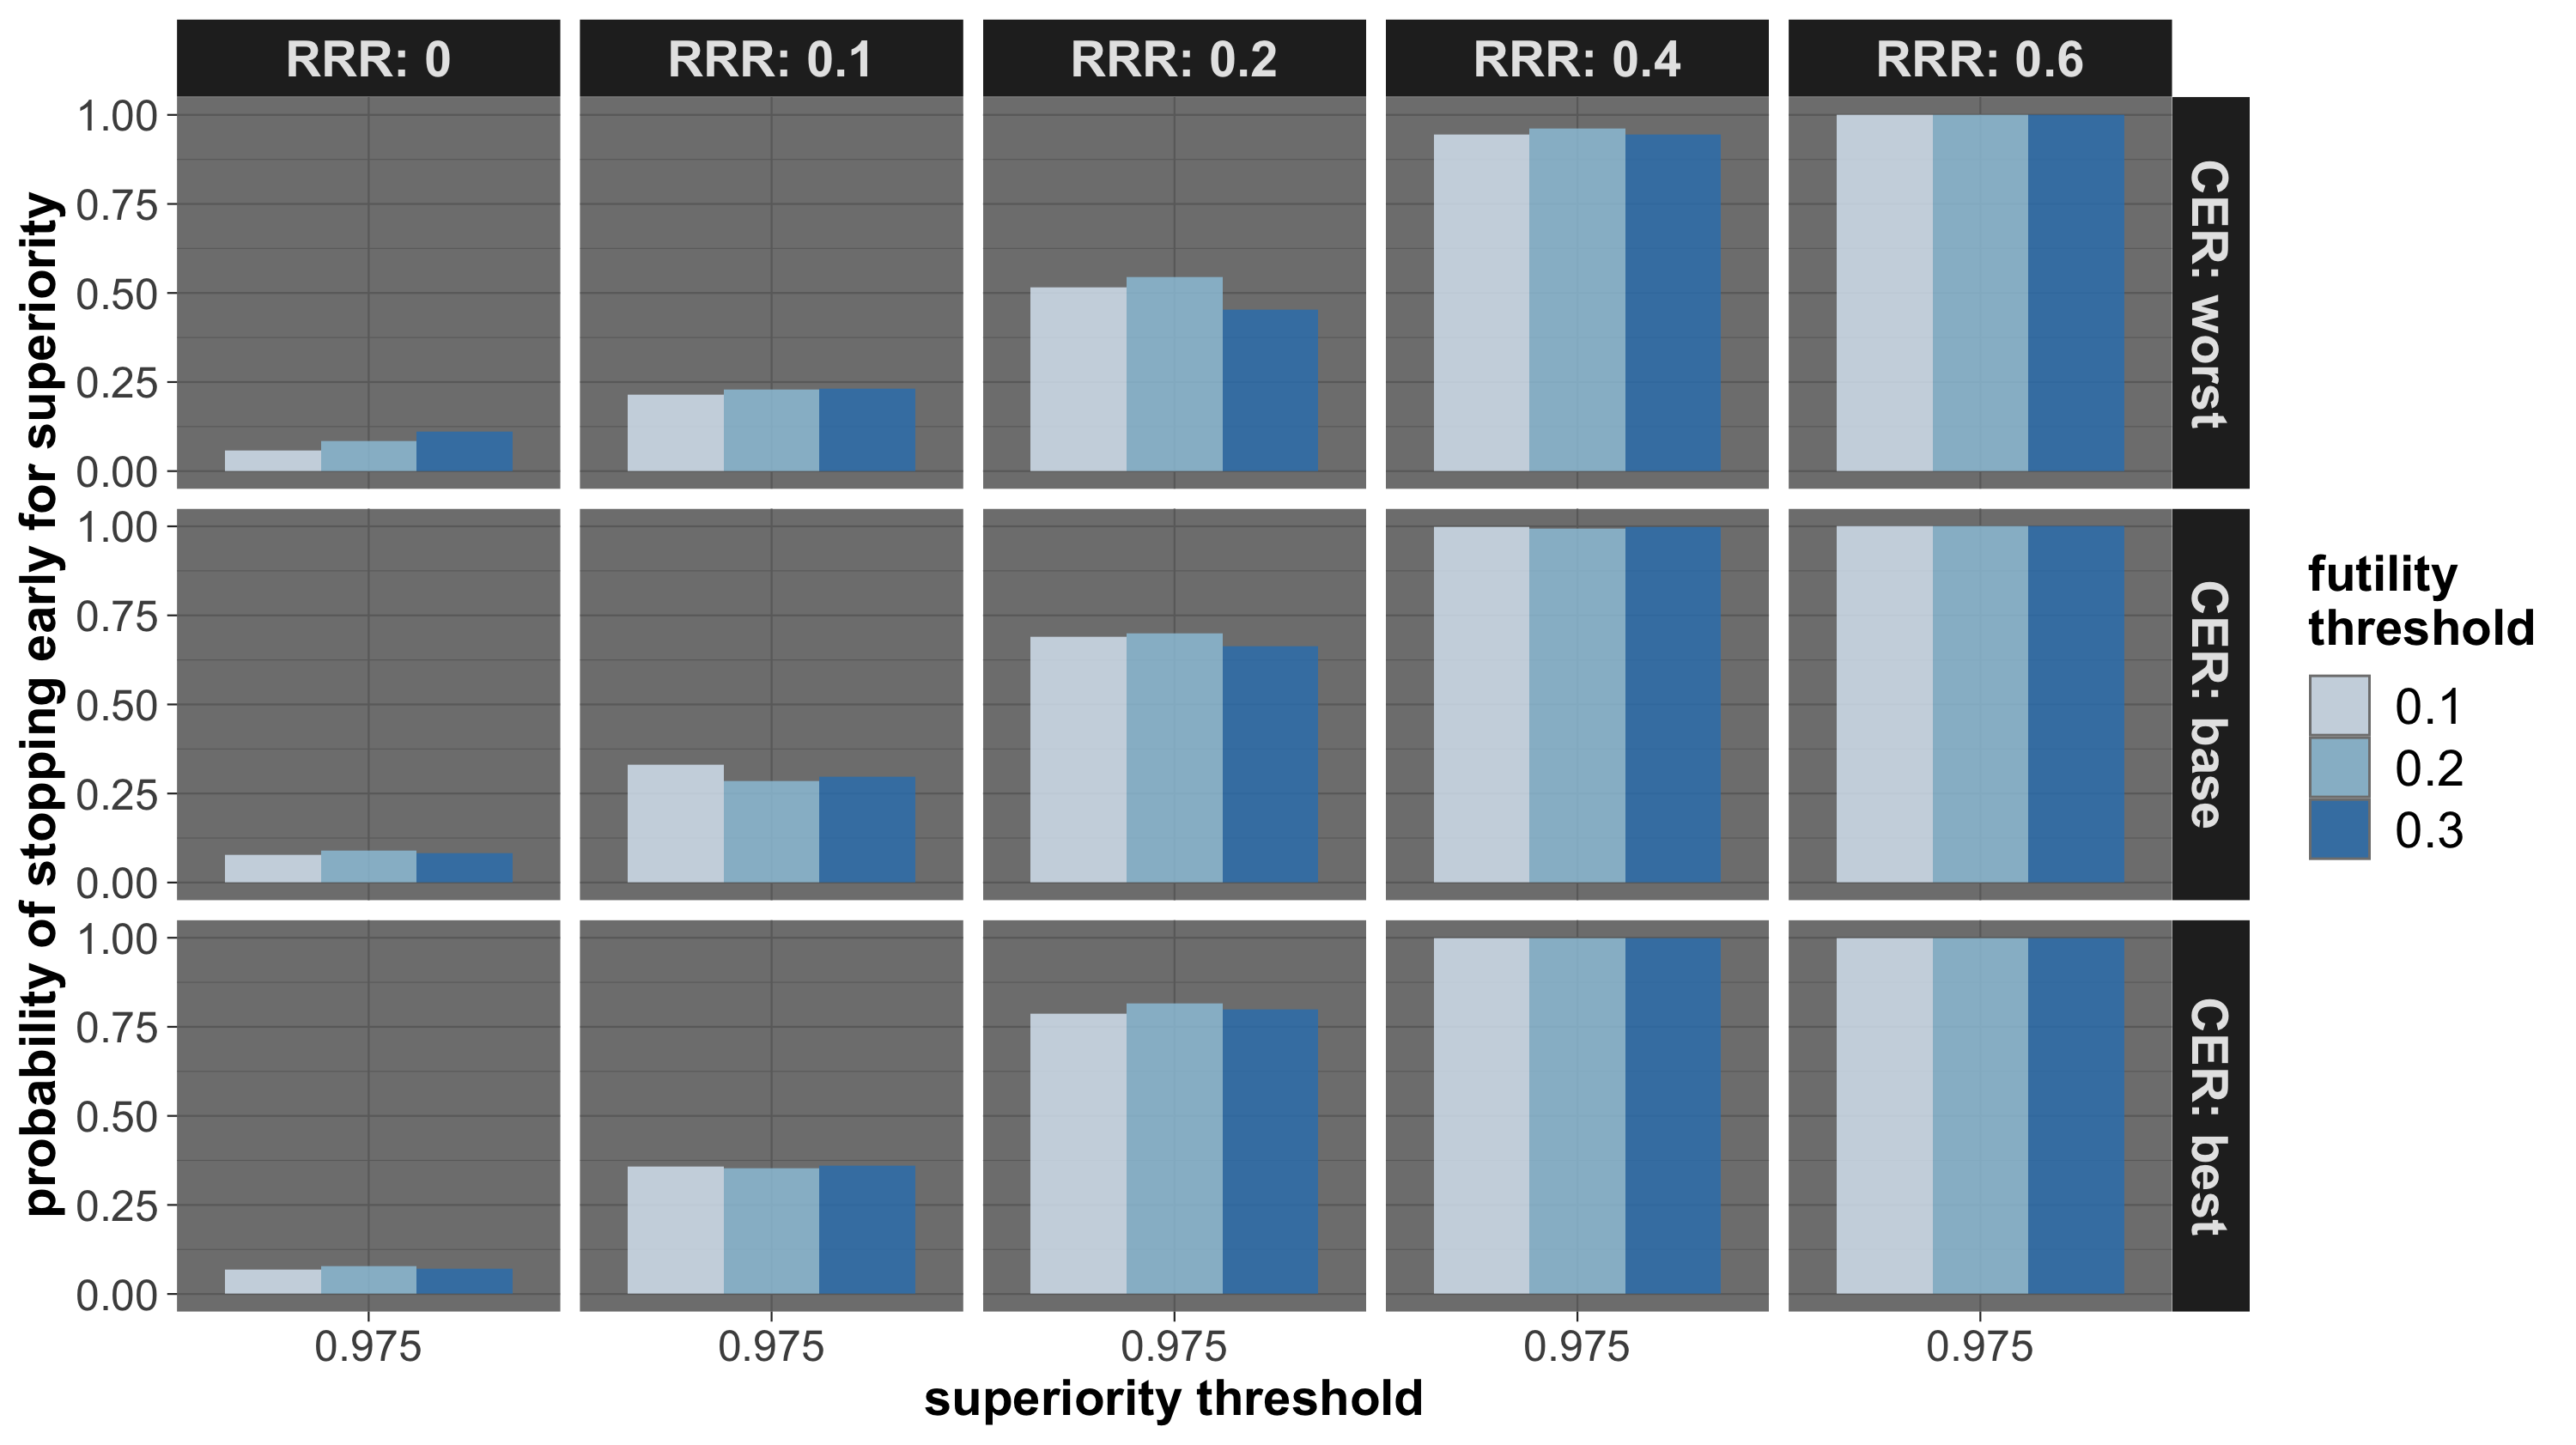 RRR: 0
RRR: 0.1
RRR: 0.2
RRR: 0.4
RRR: 0.6
probability of stopping early for superiority
1.00
0.75
0.50
0.25
0.00
CER: worst
1.00
0.75
0.50
0.25
0.00
CER: base
1.00
0.75
0.50
0.25
0.00
CER: best
0.975
0.975
0.975
0.975
0.975
superiority threshold
futility
threshold
0.1
0.2
0.3